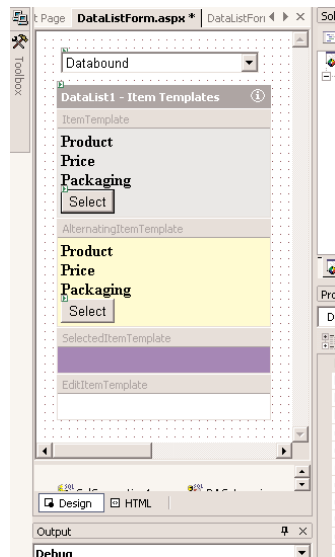 t Page DataListForm.aspx * DataListFor
Sol
Toolbox
Databound
DataList1 - Item Templates
ItemTemplate
Product
Price
Packaging
Select
AlternatingItemTemplate
Product
Price
Packaging
Select
SelectedItemTemplate
EditItemTemplate
Pro
D
Design HTML
Output
Debug